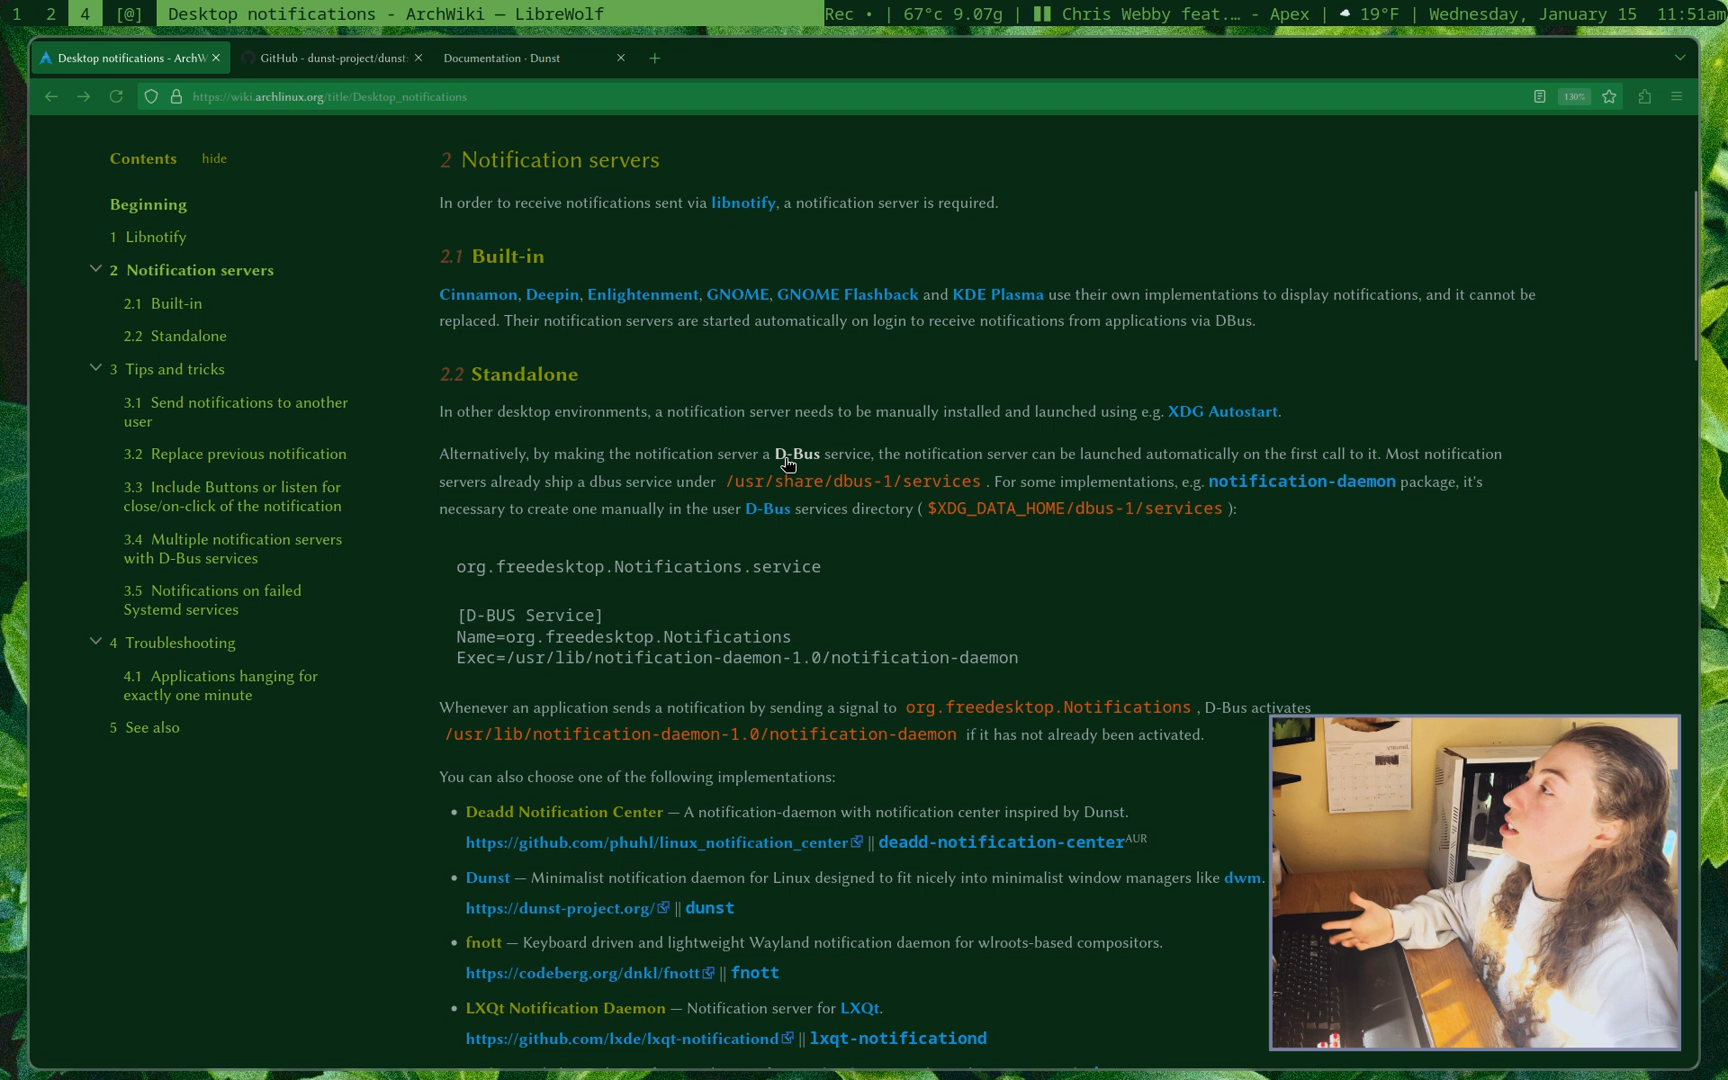 1 2 4 [@] Desktop notifications - ArchWiki — LibreWolf Rec • | 67°c 9.07g | Chris Webby feat.… - Apex | 19°F | Wednesday, January 15 11:51am
Desktop notifications - ArchW GitHub - dunst-project/dunst: Documentation · Dunst
https://wiki.archlinux.org/title/Desktop_notifications 130%
Contents hide
Beginning
1 Libnotify
2 Notification servers
2.1 Built-in
2.2 Standalone
3 Tips and tricks
3.1 Send notifications to another
user
3.2 Replace previous notification
3.3 Include Buttons or listen for
close/on-click of the notification
3.4 Multiple notification servers
with D-Bus services
3.5 Notifications on failed
Systemd services
4 Troubleshooting
4.1 Applications hanging for
exactly one minute
5 See also
2 Notification servers
In order to receive notifications sent via libnotify, a notification server is required.
2.1 Built-in
Cinnamon, Deepin, Enlightenment, GNOME, GNOME Flashback and KDE Plasma use their own implementations to display notifications, and it cannot be
replaced. Their notification servers are started automatically on login to receive notifications from applications via DBus.
2.2 Standalone
In other desktop environments, a notification server needs to be manually installed and launched using e.g. XDG Autostart.
Alternatively, by making the notification server a D-Bus service, the notification server can be launched automatically on the first call to it. Most notification
servers already ship a dbus service under /usr/share/dbus-1/services . For some implementations, e.g. notification-daemon package, it's
necessary to create one manually in the user D-Bus services directory ( $XDG_DATA_HOME/dbus-1/services ):
org.freedesktop.Notifications.service
[D-BUS Service]
Name=org.freedesktop.Notifications
Exec=/usr/lib/notification-daemon-1.0/notification-daemon
Whenever an application sends a notification by sending a signal to org.freedesktop.Notifications , D-Bus activates
/usr/lib/notification-daemon-1.0/notification-daemon if it has not already been activated.
You can also choose one of the following implementations:
• Deadd Notification Center — A notification-daemon with notification center inspired by Dunst.
https://github.com/phuhl/linux_notification_center || deadd-notification-centerAUR
• Dunst — Minimalist notification daemon for Linux designed to fit nicely into minimalist window managers like dwm.
https://dunst-project.org/ || dunst
• fnott — Keyboard driven and lightweight Wayland notification daemon for wlroots-based compositors.
https://codeberg.org/dnkl/fnott || fnott
• LXQt Notification Daemon — Notification server for LXQt.
https://github.com/lxde/lxqt-notificationd || lxqt-notificationd